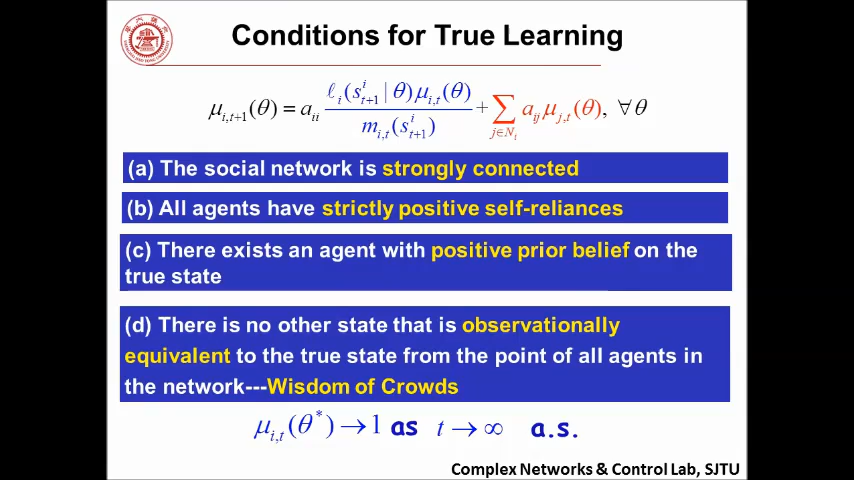 Conditions for True Learning
μ_{i,t+1}(θ) = a_{ii} \frac{ℓ_i(s^i_{t+1} | θ)μ_{i,t}(θ)}{m_{i,t}(s^i_{t+1})} + \sum_{j∈N_i} a_{ij}μ_{j,t}(θ), ∀θ
(a) The social network is strongly connected
(b) All agents have strictly positive self-reliances
(c) There exists an agent with positive prior belief on the
true state
(d) There is no other state that is observationally
equivalent to the true state from the point of all agents in
the network---Wisdom of Crowds
μ_{i,t}(θ^*) → 1 as t → ∞ a.s.
Complex Networks & Control Lab, SJTU